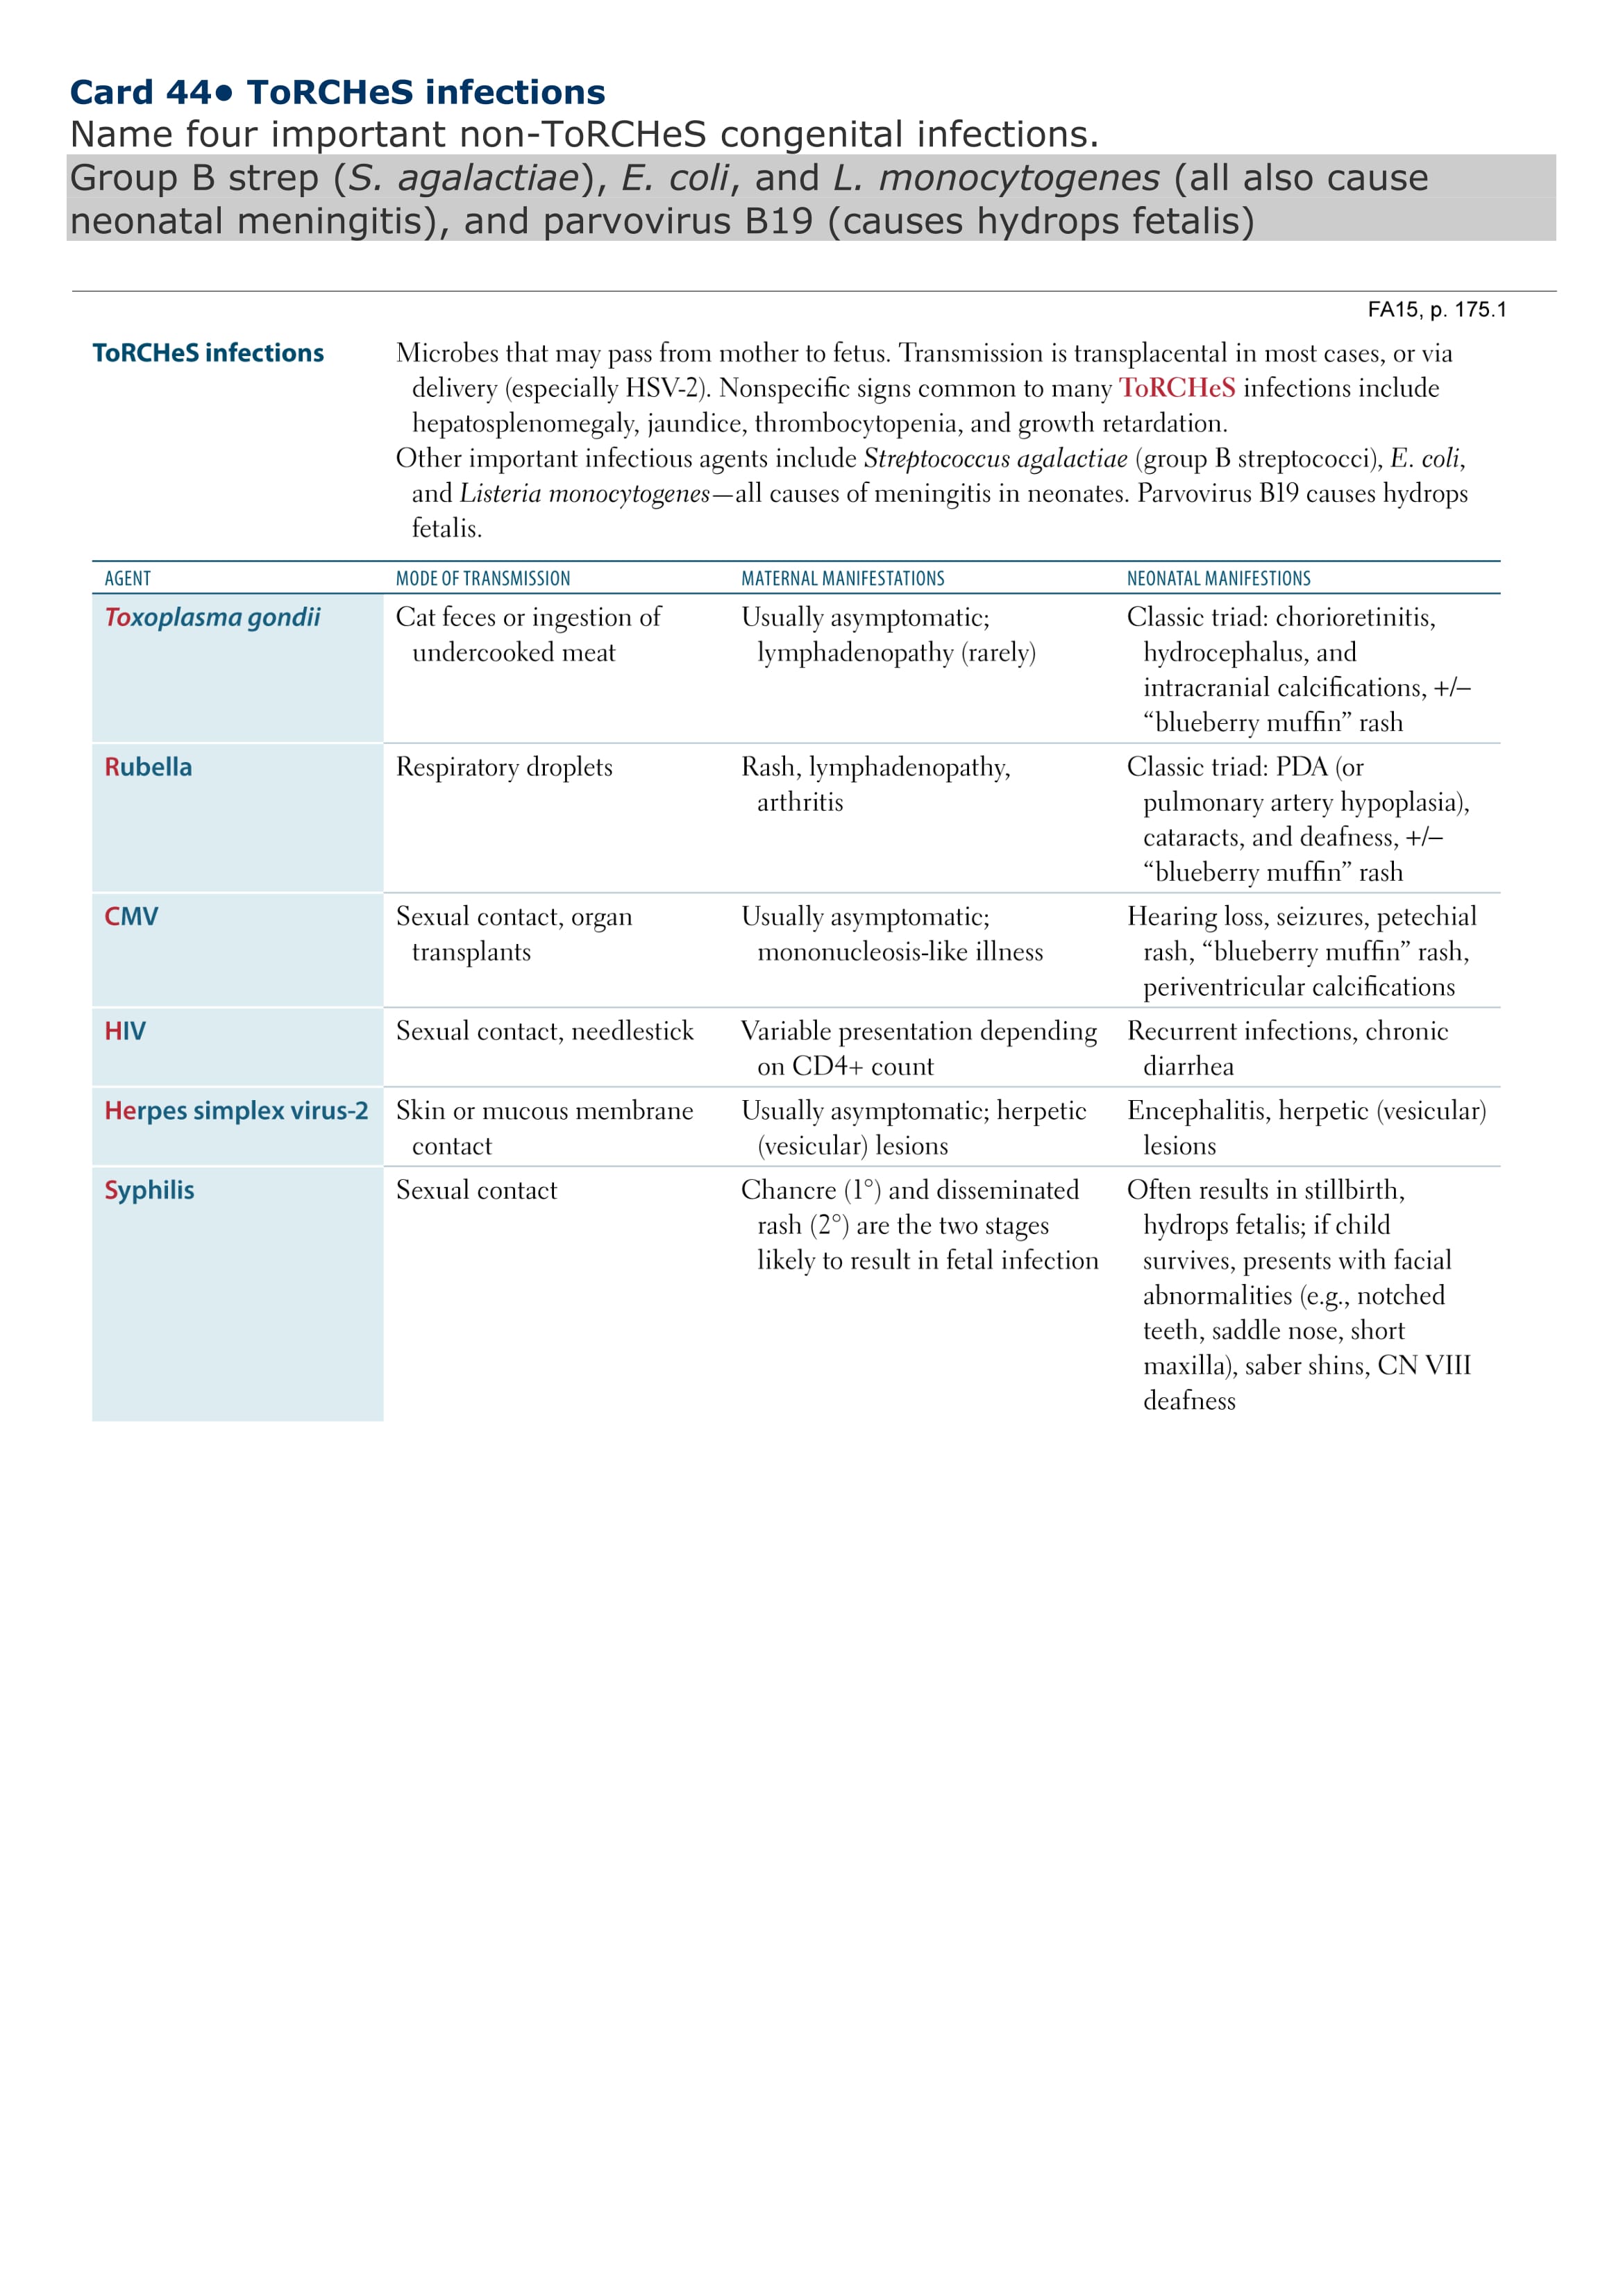 Card 44● ToRCHeS infections
Name four important non-ToRCHeS congenital infections.
Group B strep (S. agalactiae), E. coli, and L. monocytogenes (all also cause
neonatal meningitis), and parvovirus B19 (causes hydrops fetalis)
FA15, p. 175.1
ToRCHeS infections
Microbes that may pass from mother to fetus. Transmission is transplacental in most cases, or via
delivery (especially HSV-2). Nonspecific signs common to many ToRCHeS infections include
hepatosplenomegaly, jaundice, thrombocytopenia, and growth retardation.
Other important infectious agents include Streptococcus agalactiae (group B streptococci), E. coli,
and Listeria monocytogenes—all causes of meningitis in neonates. Parvovirus B19 causes hydrops
fetalis.
AGENT MODE OF TRANSMISSION MATERNAL MANIFESTATIONS NEONATAL MANIFESTIONS
Toxoplasma gondii
Cat feces or ingestion of
undercooked meat
Usually asymptomatic;
lymphadenopathy (rarely)
Classic triad: chorioretinitis,
hydrocephalus, and
intracranial calcifications, +/–
“blueberry muffin” rash
Rubella
Respiratory droplets
Rash, lymphadenopathy,
arthritis
Classic triad: PDA (or
pulmonary artery hypoplasia),
cataracts, and deafness, +/–
“blueberry muffin” rash
CMV
Sexual contact, organ
transplants
Usually asymptomatic;
mononucleosis-like illness
Hearing loss, seizures, petechial
rash, “blueberry muffin” rash,
periventricular calcifications
HIV
Sexual contact, needlestick
Variable presentation depending
on CD4+ count
Recurrent infections, chronic
diarrhea
Herpes simplex virus-2
Skin or mucous membrane
contact
Usually asymptomatic; herpetic
(vesicular) lesions
Encephalitis, herpetic (vesicular)
lesions
Syphilis
Sexual contact
Chancre (1°) and disseminated
rash (2°) are the two stages
likely to result in fetal infection
Often results in stillbirth,
hydrops fetalis; if child
survives, presents with facial
abnormalities (e.g., notched
teeth, saddle nose, short
maxilla), saber shins, CN VIII
deafness